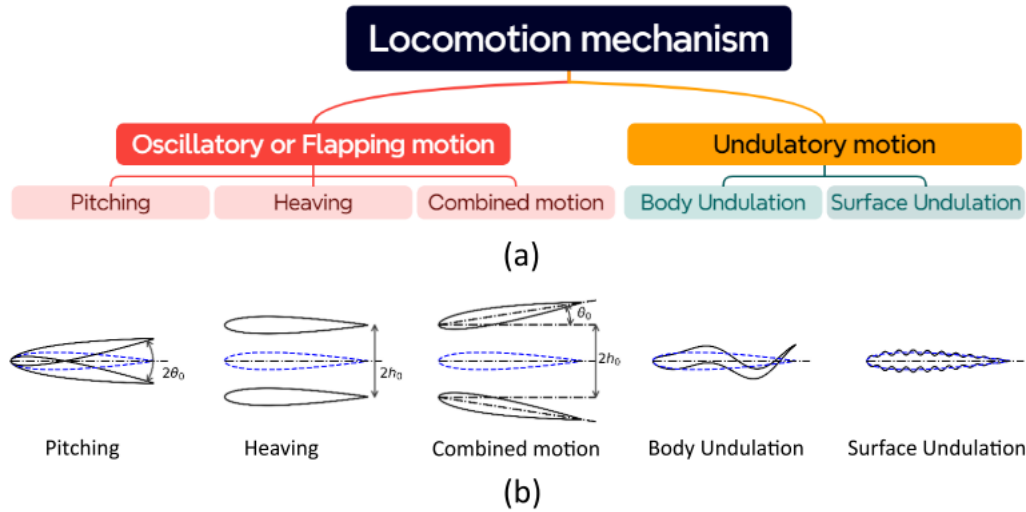 Locomotion mechanism
Oscillatory or Flapping motion
Undulatory motion
Pitching
Heaving
Combined motion
Body Undulation
Surface Undulation
(a)
2θ₀
2h₀
θ₀
2h₀
Pitching
Heaving
Combined motion
Body Undulation
Surface Undulation
(b)